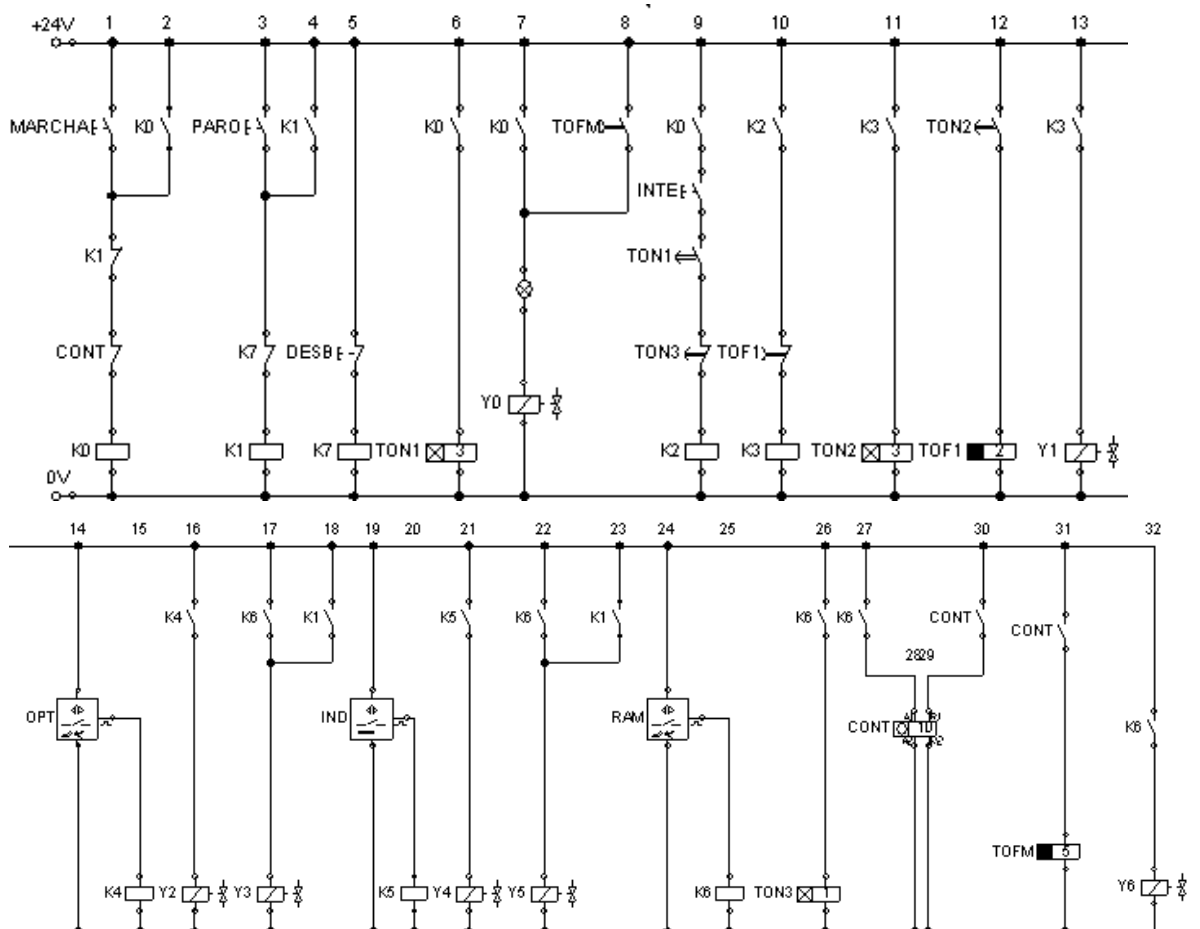 1 2 3 4 5 6 7 8 9 10 11 12 13
+24V
MARCHA K0 PARO K1 K0 K0 TOFM K0 K2 K3 TON2 K3
INTE
K1 TON1
CONT K7 DESB TON3 TOF1
Y0
K0 K1 K7 TON1 3 K2 K3 TON2 3 TOF1 2 Y1
0V
14 15 16 17 18 19 20 21 22 23 24 25 26 27 30 31 32
K4 K6 K1 K5 K6 K1 K6 K6 CONT CONT
2829
OPT IND RAM CONT 10 K6
TOFM 5
K4 Y2 Y3 K5 Y4 Y5 K6 TON3 1 Y6